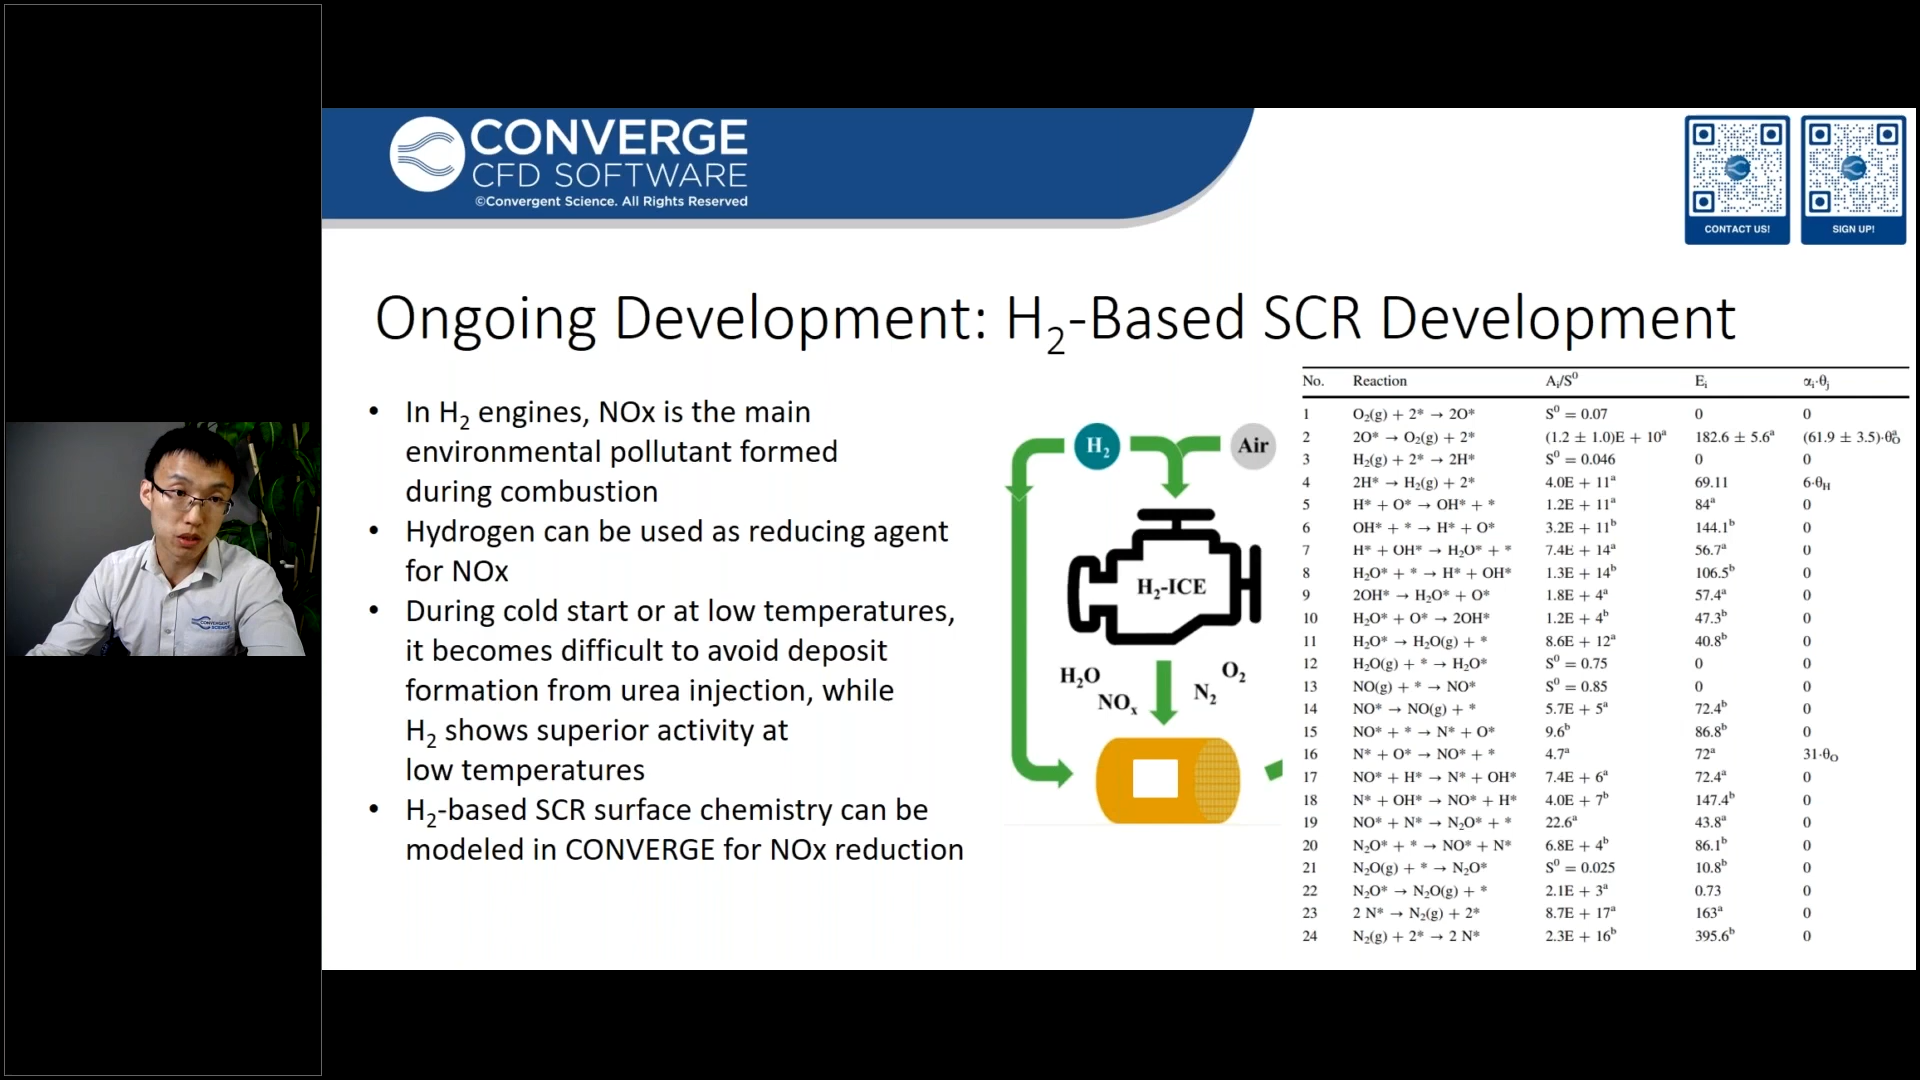 CONVERGE
CFD SOFTWARE
©Convergent Science. All Rights Reserved
CONTACT US!
SIGN UP!
Ongoing Development: H₂-Based SCR Development
• In H₂ engines, NOx is the main
environmental pollutant formed
during combustion
• Hydrogen can be used as reducing agent
for NOx
• During cold start or at low temperatures,
it becomes difficult to avoid deposit
formation from urea injection, while
H₂ shows superior activity at
low temperatures
• H₂-based SCR surface chemistry can be
modeled in CONVERGE for NOx reduction
H₂
Air
H₂-ICE
H₂O
O₂
NOₓ
N₂
No. Reaction Aᵢ/S⁰ Eᵢ αᵢ·θⱼ
1 O₂(g) + 2* → 2O* S⁰ = 0.07 0 0
2 2O* → O₂(g) + 2* (1.2 ± 1.0)E + 10ᵃ 182.6 ± 5.6ᵃ (61.9 ± 3.5)·θᵃO
3 H₂(g) + 2* → 2H* S⁰ = 0.046 0 0
4 2H* → H₂(g) + 2* 4.0E + 11ᵃ 69.11 6·θH
5 H* + O* → OH* + * 1.2E + 11ᵃ 84ᵃ 0
6 OH* + * → H* + O* 3.2E + 11ᵇ 144.1ᵇ 0
7 H* + OH* → H₂O* + * 7.4E + 14ᵃ 56.7ᵃ 0
8 H₂O* + * → H* + OH* 1.3E + 14ᵇ 106.5ᵇ 0
9 2OH* → H₂O* + O* 1.8E + 4ᵃ 57.4ᵃ 0
10 H₂O* + O* → 2OH* 1.2E + 4ᵇ 47.3ᵇ 0
11 H₂O* → H₂O(g) + * 8.6E + 12ᵃ 40.8ᵇ 0
12 H₂O(g) + * → H₂O* S⁰ = 0.75 0 0
13 NO(g) + * → NO* S⁰ = 0.85 0 0
14 NO* → NO(g) + * 5.7E + 5ᵃ 72.4ᵇ 0
15 NO* + * → N* + O* 9.6ᵇ 86.8ᵇ 0
16 N* + O* → NO* + * 4.7ᵃ 72ᵃ 31·θO
17 NO* + H* → N* + OH* 7.4E + 6ᵃ 72.4ᵃ 0
18 N* + OH* → NO* + H* 4.0E + 7ᵇ 147.4ᵇ 0
19 NO* + N* → N₂O* + * 22.6ᵃ 43.8ᵃ 0
20 N₂O* + * → NO* + N* 6.8E + 4ᵇ 86.1ᵇ 0
21 N₂O(g) + * → N₂O* S⁰ = 0.025 10.8ᵇ 0
22 N₂O* → N₂O(g) + * 2.1E + 3ᵃ 0.73 0
23 2 N* → N₂(g) + 2* 8.7E + 17ᵃ 163ᵃ 0
24 N₂(g) + 2* → 2 N* 2.3E + 16ᵇ 395.6ᵇ 0
CONVERGENT
SCIENCE